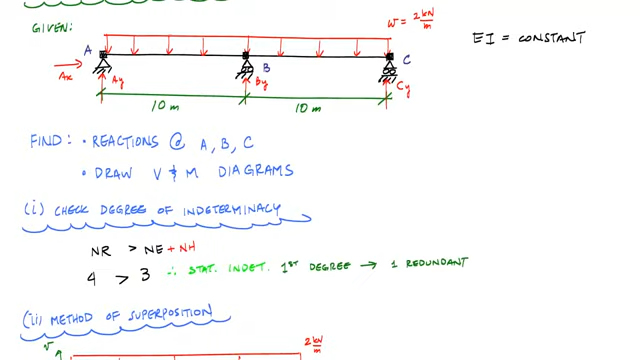 GIVEN:
w = 2 kN/m
EI = CONSTANT
A
B
C
Ax
Ay
By
Cy
10 m
10 m
FIND: • REACTIONS @ A, B, C
• DRAW V & M DIAGRAMS
(i) CHECK DEGREE OF INDETERMINACY
NR > NE + NH
4 > 3 ∴ STAT. INDET. 1ST DEGREE → 1 REDUNDANT
(ii) METHOD OF SUPERPOSITION
2 kN/m